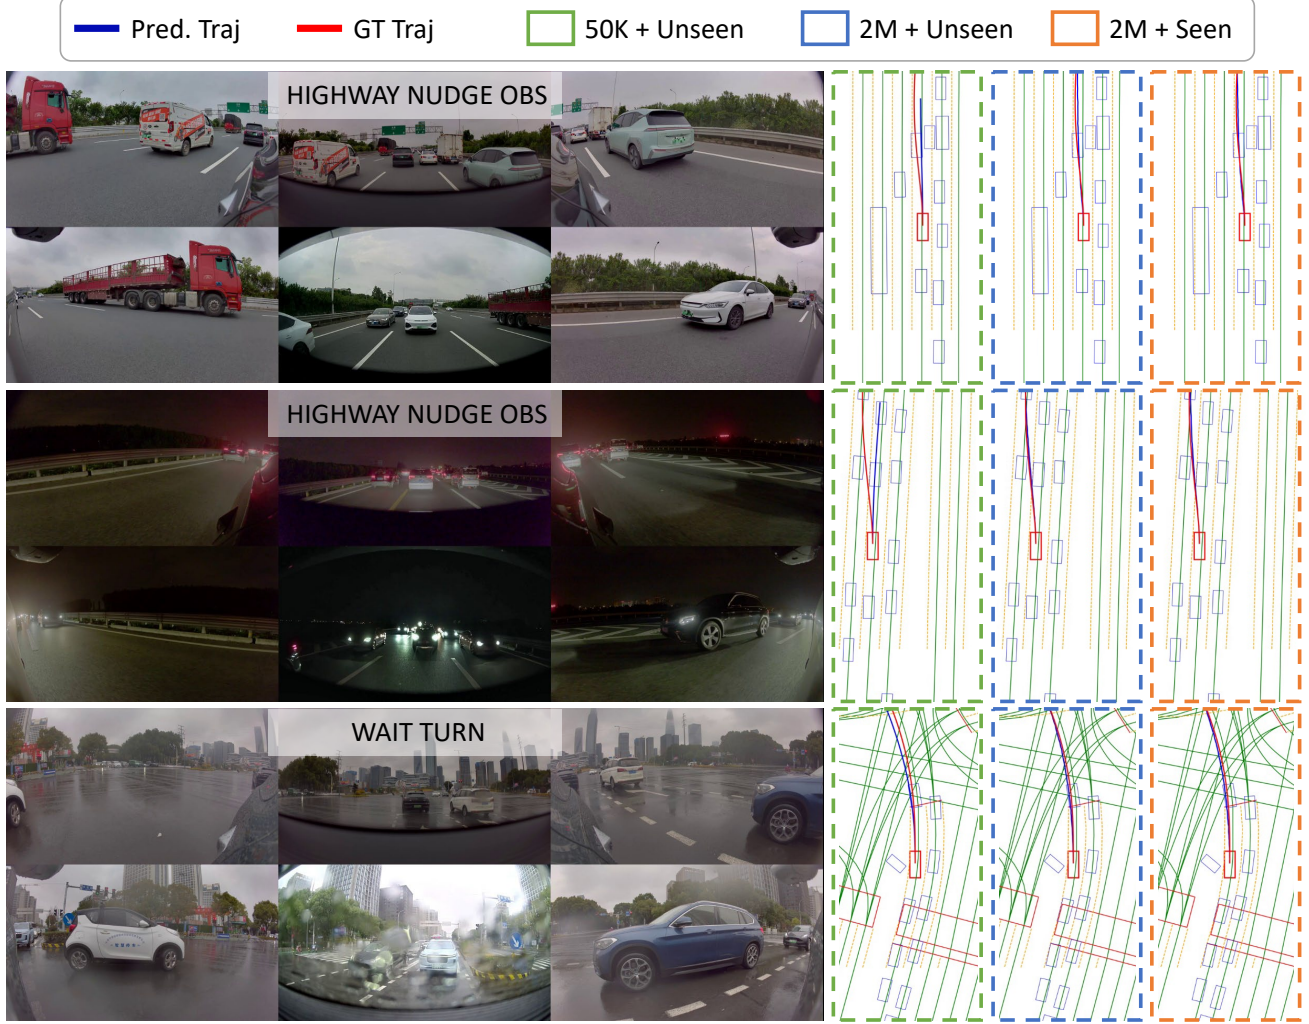 Pred. Traj GT Traj 50K + Unseen 2M + Unseen 2M + Seen
HIGHWAY NUDGE OBS
HIGHWAY NUDGE OBS
WAIT TURN